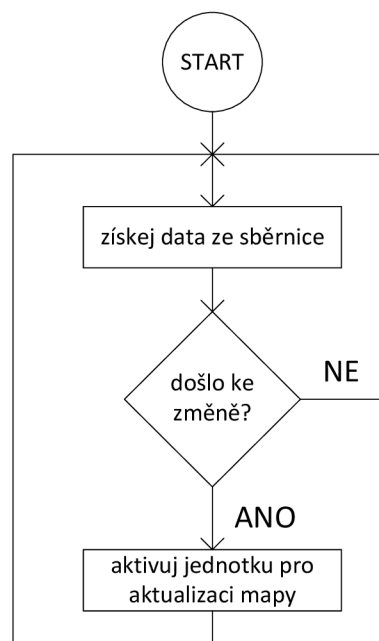 START
získej data ze sběrnice
došlo ke
změně?
NE
ANO
aktivuj jednotku pro
aktualizaci mapy